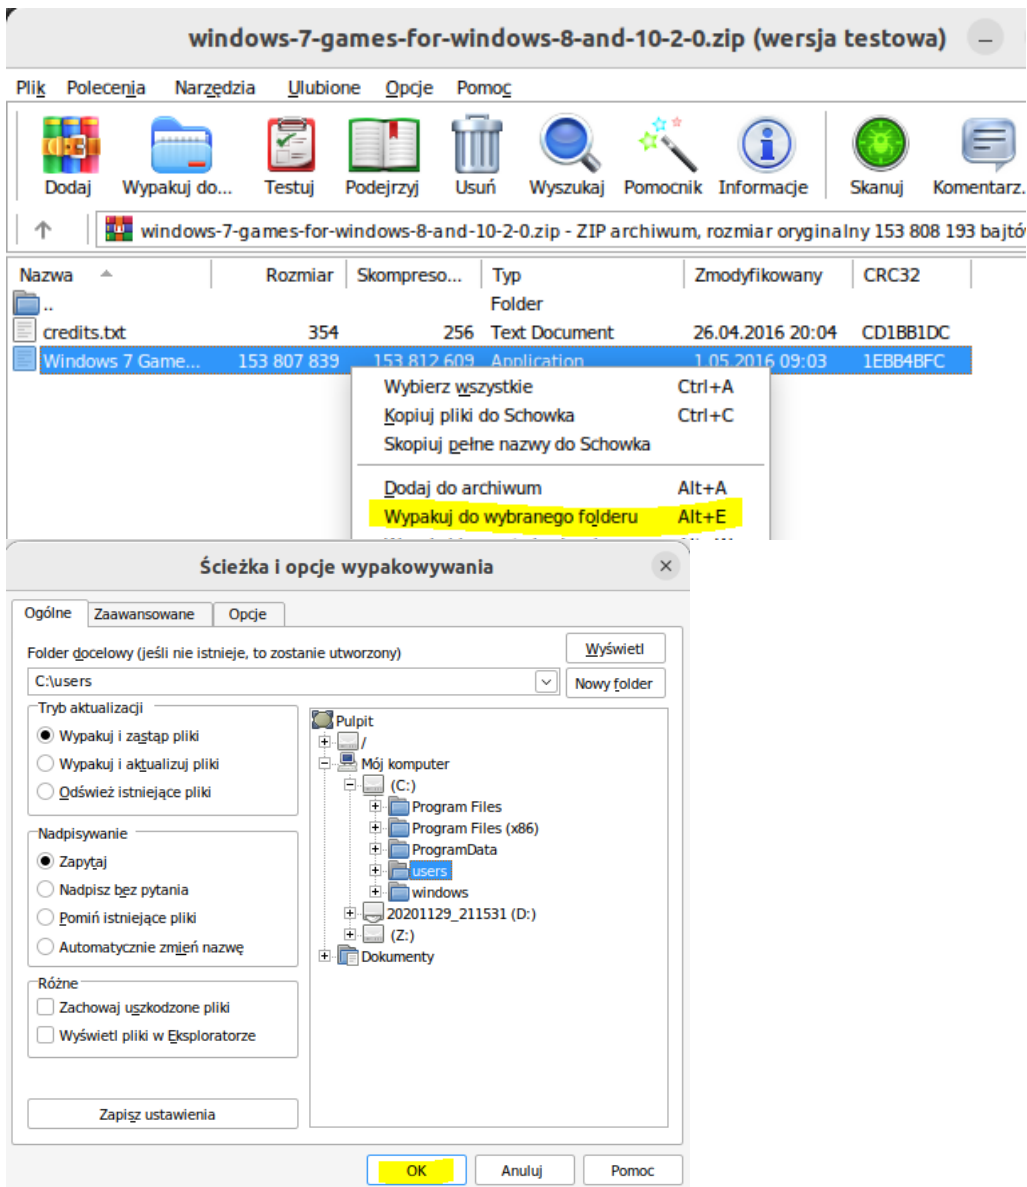 windows-7-games-for-windows-8-and-10-2-0.zip (wersja testowa)
Plik Polecenia Narzędzia Ulubione Opcje Pomoc
Dodaj Wypakuj do... Testuj Podejrzyj Usuń Wyszukaj Pomocnik Informacje Skanuj Komentarz.
windows-7-games-for-windows-8-and-10-2-0.zip - ZIP archiwum, rozmiar oryginalny 153 808 193 bajtów
Nazwa Rozmiar Skompreso... Typ Zmodyfikowany CRC32
.. Folder
credits.txt 354 256 Text Document 26.04.2016 20:04 CD1BB1DC
Windows 7 Game... 153 807 839 153 812 609 Application 1.05.2016 09:03 1EBB4BFC
Wybierz wszystkie Ctrl+A
Kopiuj pliki do Schowka Ctrl+C
Skopiuj pełne nazwy do Schowka
Dodaj do archiwum Alt+A
Wypakuj do wybranego folderu Alt+E
Ścieżka i opcje wypakowywania
Ogólne Zaawansowane Opcje
Folder docelowy (jeśli nie istnieje, to zostanie utworzony) Wyświetl
C:\users Nowy folder
Tryb aktualizacji
Wypakuj i zastąp pliki
Wypakuj i aktualizuj pliki
Odśwież istniejące pliki
Nadpisywanie
Zapytaj
Nadpisz bez pytania
Pomiń istniejące pliki
Automatycznie zmień nazwę
Różne
Zachowaj uszkodzone pliki
Wyświetl pliki w Eksploratorze
Zapisz ustawienia
Pulpit
/
Mój komputer
(C:)
Program Files
Program Files (x86)
ProgramData
users
windows
20201129_211531 (D:)
(Z:)
Dokumenty
OK Anuluj Pomoc